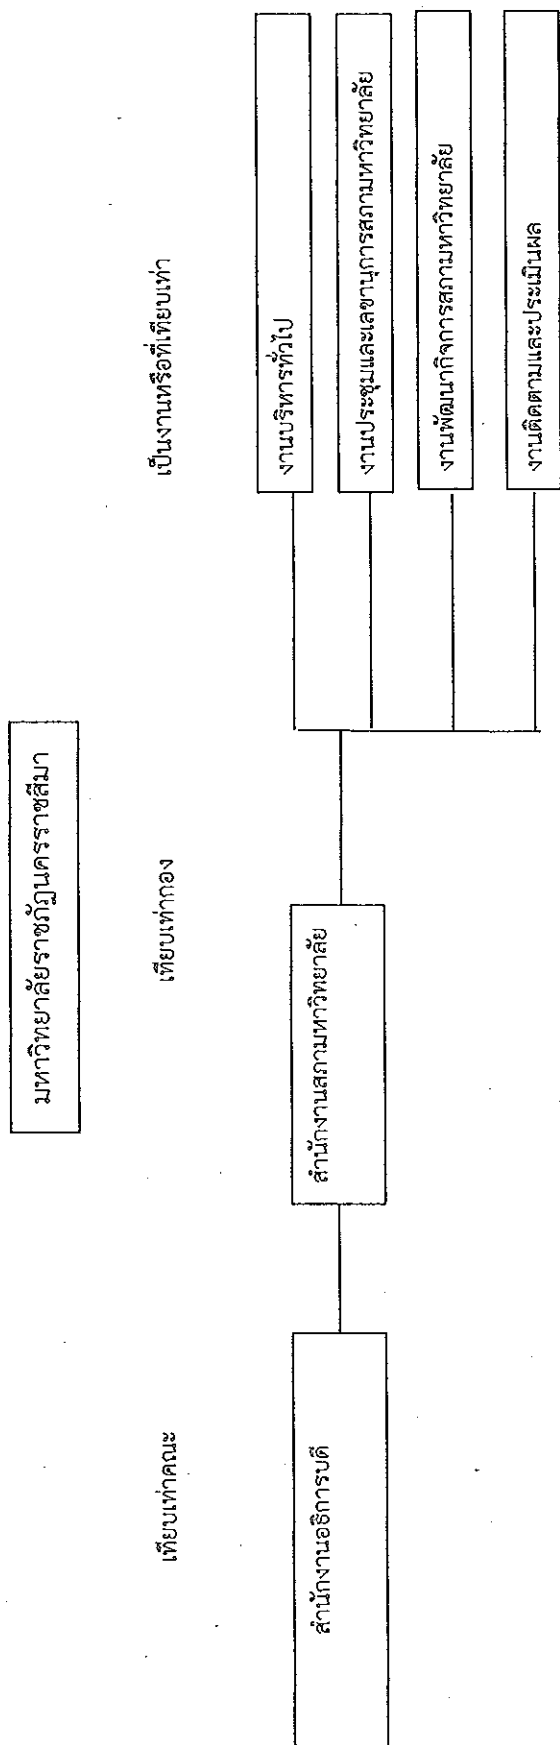 มหาวิทยาลัยราชภัฏนครราชสีมา
เทียบเท่าคณะ
เทียบเท่ากอง
เป็นงานหรือที่เทียบเท่า
สำนักงานอธิการบดี
สำนักงานสภามหาวิทยาลัย
งานบริหารทั่วไป
งานประชุมและเลขานุการสภามหาวิทยาลัย
งานพัฒนากิจการสภามหาวิทยาลัย
งานติดตามและประเมินผล